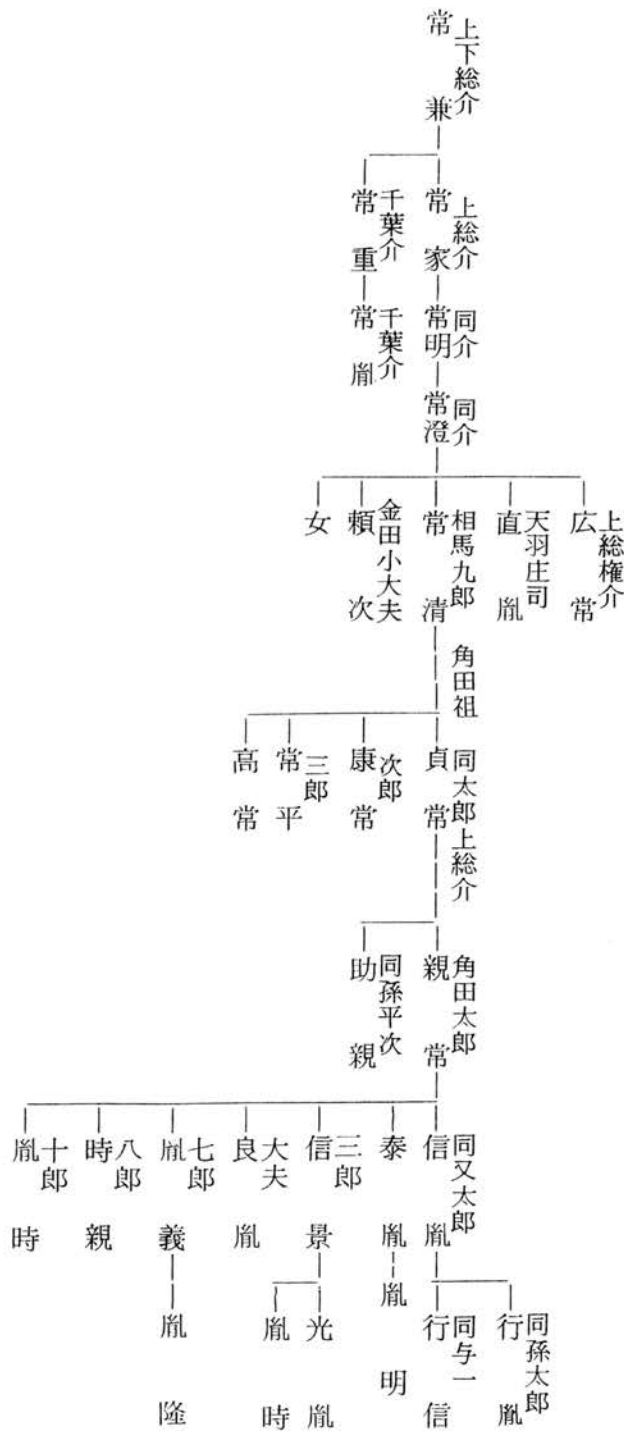 上下総介
常兼
上総介
常家
同介
常明
同介
常澄
千葉介
常重
千葉介
常胤
上総権介
広常
天羽庄司
直胤
相馬九郎
常清
金田小大夫
頼次
女
角田祖
同太郎
貞常
上総介
次郎
康常
三郎
常平
高常
角田太郎
親常
同孫平次
助親
同又太郎
信胤
同孫太郎
行胤
同与一
行信
泰胤
胤明
三郎
信景
光胤
胤時
大夫
良胤
七郎
胤義
胤隆
八郎
時親
十郎
胤時